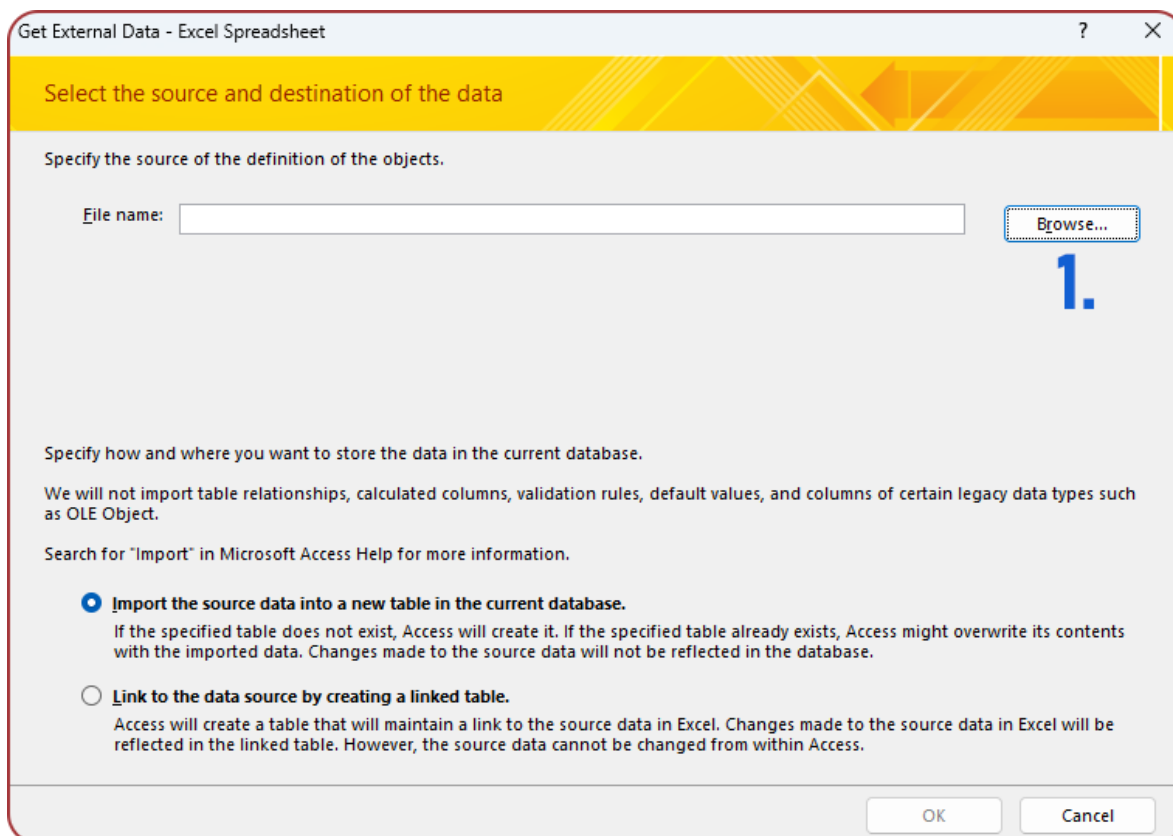 Get External Data - Excel Spreadsheet
?
Select the source and destination of the data
Specify the source of the definition of the objects.
File name:
Browse...
1.
Specify how and where you want to store the data in the current database.
We will not import table relationships, calculated columns, validation rules, default values, and columns of certain legacy data types such
as OLE Object.
Search for "Import" in Microsoft Access Help for more information.
Import the source data into a new table in the current database.
If the specified table does not exist, Access will create it. If the specified table already exists, Access might overwrite its contents
with the imported data. Changes made to the source data will not be reflected in the database.
Link to the data source by creating a linked table.
Access will create a table that will maintain a link to the source data in Excel. Changes made to the source data in Excel will be
reflected in the linked table. However, the source data cannot be changed from within Access.
OK
Cancel